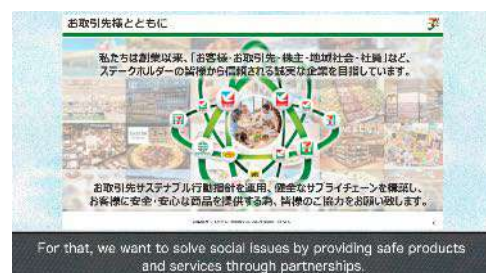 お取引先様とともに
私たちは創業以来、「お客様・お取引先・株主・地域社会・社員」など、
ステークホルダーの皆様から信頼される誠実な企業を目指しています。
お取引先サステナブル行動指針を運用、健全なサプライチェーンを構築し、
お客様に安全・安心な商品を提供する為、皆様のご協力をお願い致します。
For that, we want to solve social issues by providing safe products
and services through partnerships.